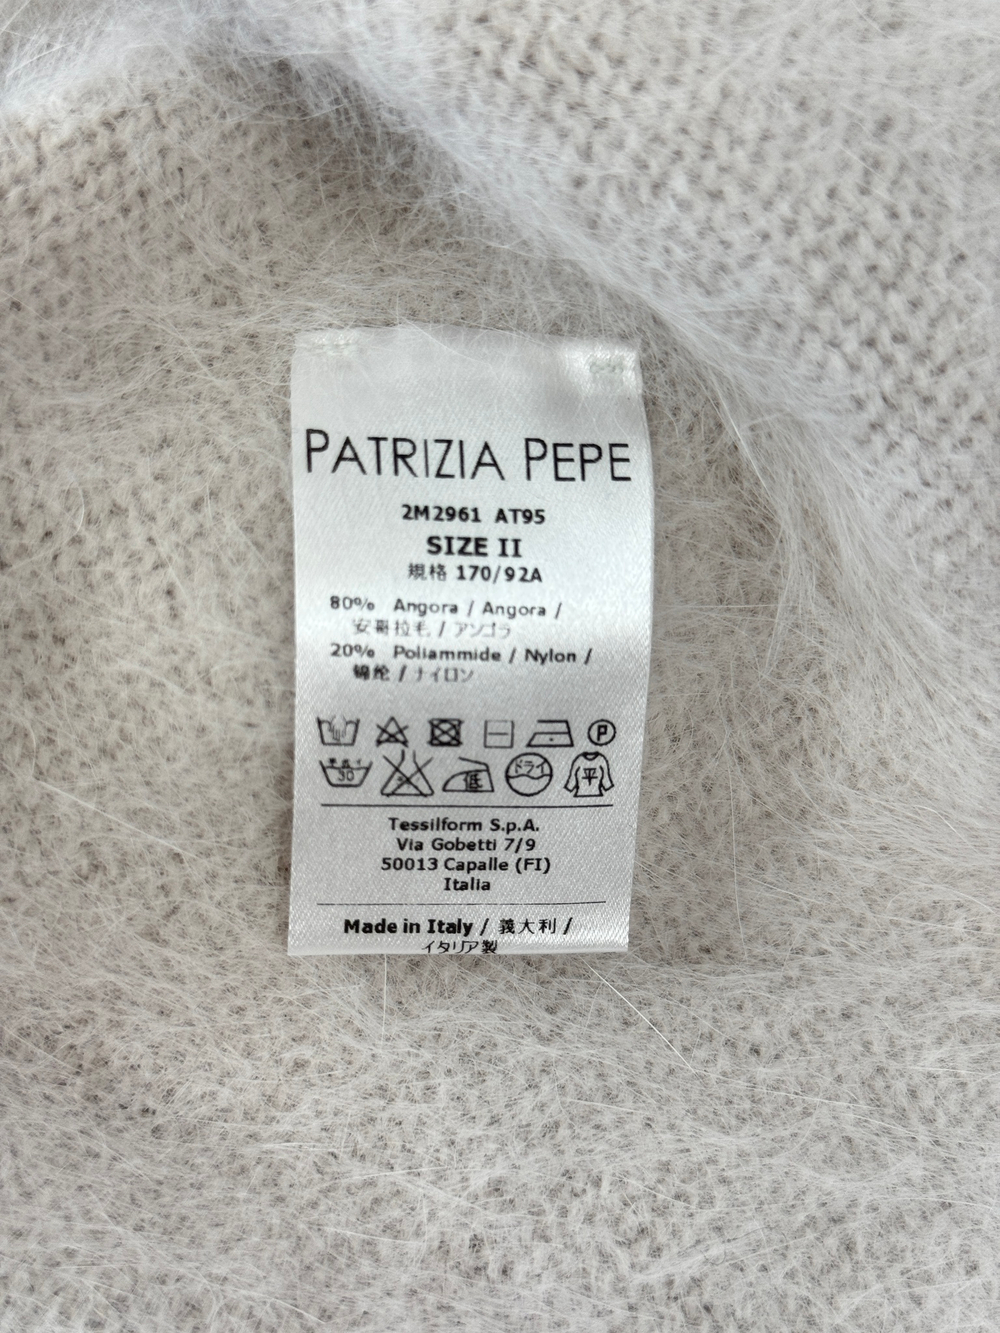 PATRIZIA PEPE
2M2961 AT95
SIZE II
規格 170/92A
80% Angora / Angora /
安哥拉毛 / アンゴラ
20% Poliammide / Nylon /
锦纶 / ナイロン
P
30 ドライ 平
低
Tessilform S.p.A.
Via Gobetti 7/9
50013 Capalle (FI)
Italia
Made in Italy / 義大利 /
イタリア製